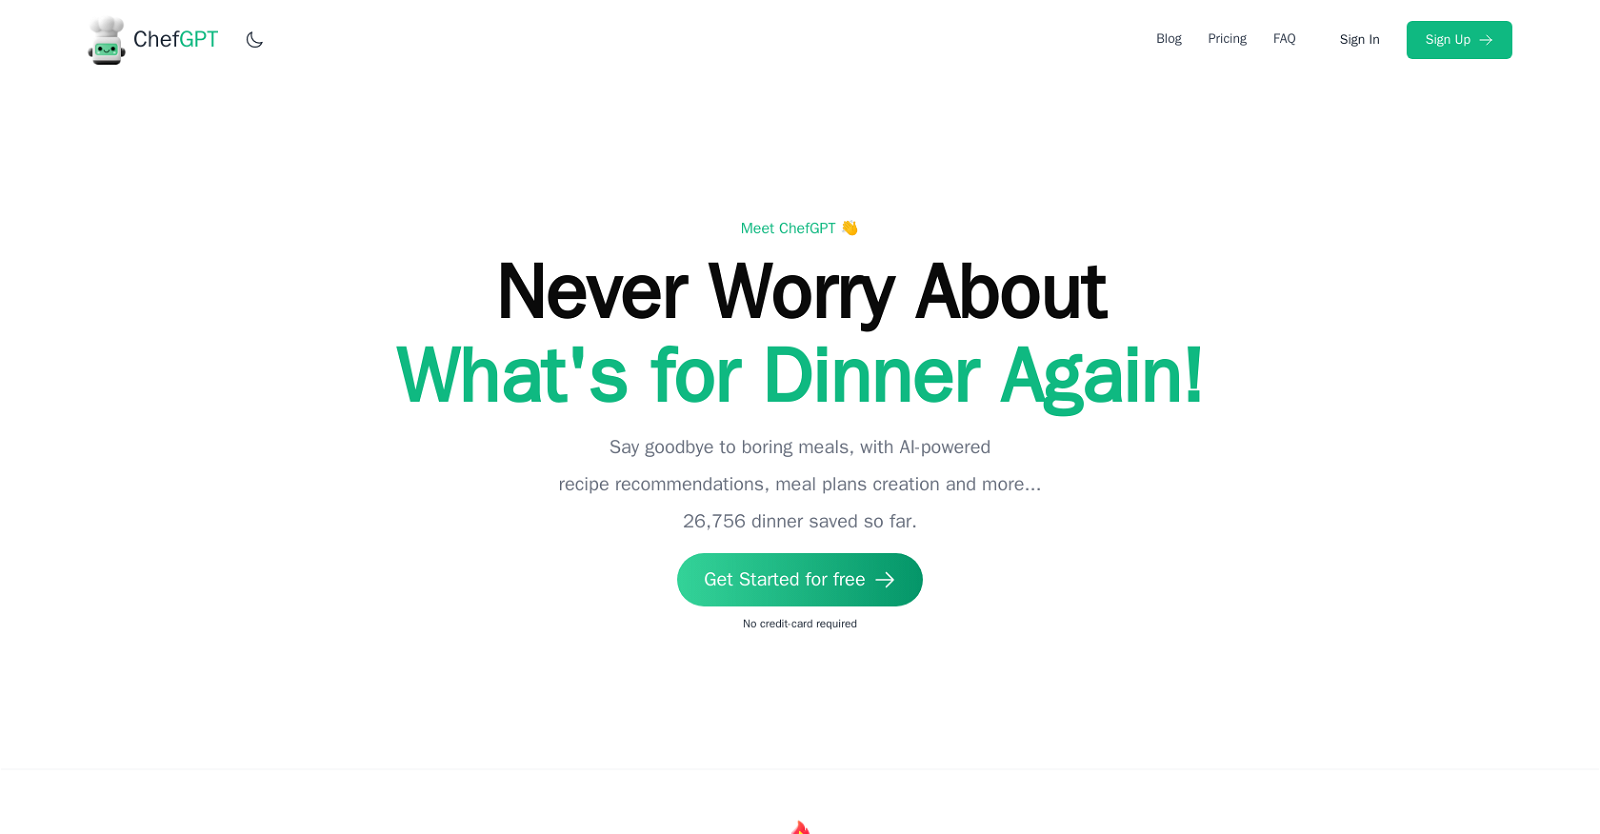 ChefGPT
Blog Pricing FAQ Sign In Sign Up →
Meet ChefGPT 👋
Never Worry About
What's for Dinner Again!
Say goodbye to boring meals, with AI-powered
recipe recommendations, meal plans creation and more...
26,756 dinner saved so far.
Get Started for free →
No credit-card required